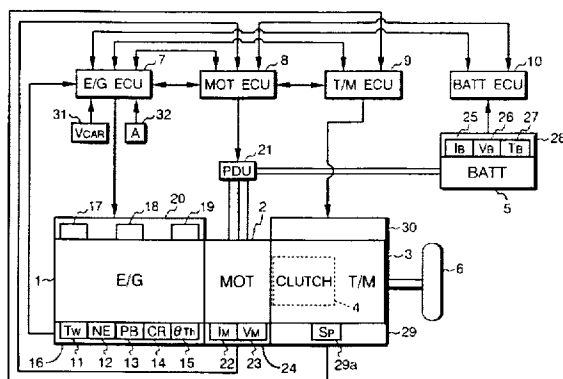 7 8 9 10
E/G ECU MOT ECU T/M ECU BATT ECU
31 32 25 26 27
VCAR A 21 IB VB TB 28
PDU BATT
17 18 20 19 2 5
30
1 E/G MOT CLUTCH T/M 3 6
4
TW NE PB CR θTh IM VM SP 29
16 11 12 13 14 15 22 23 24 29a